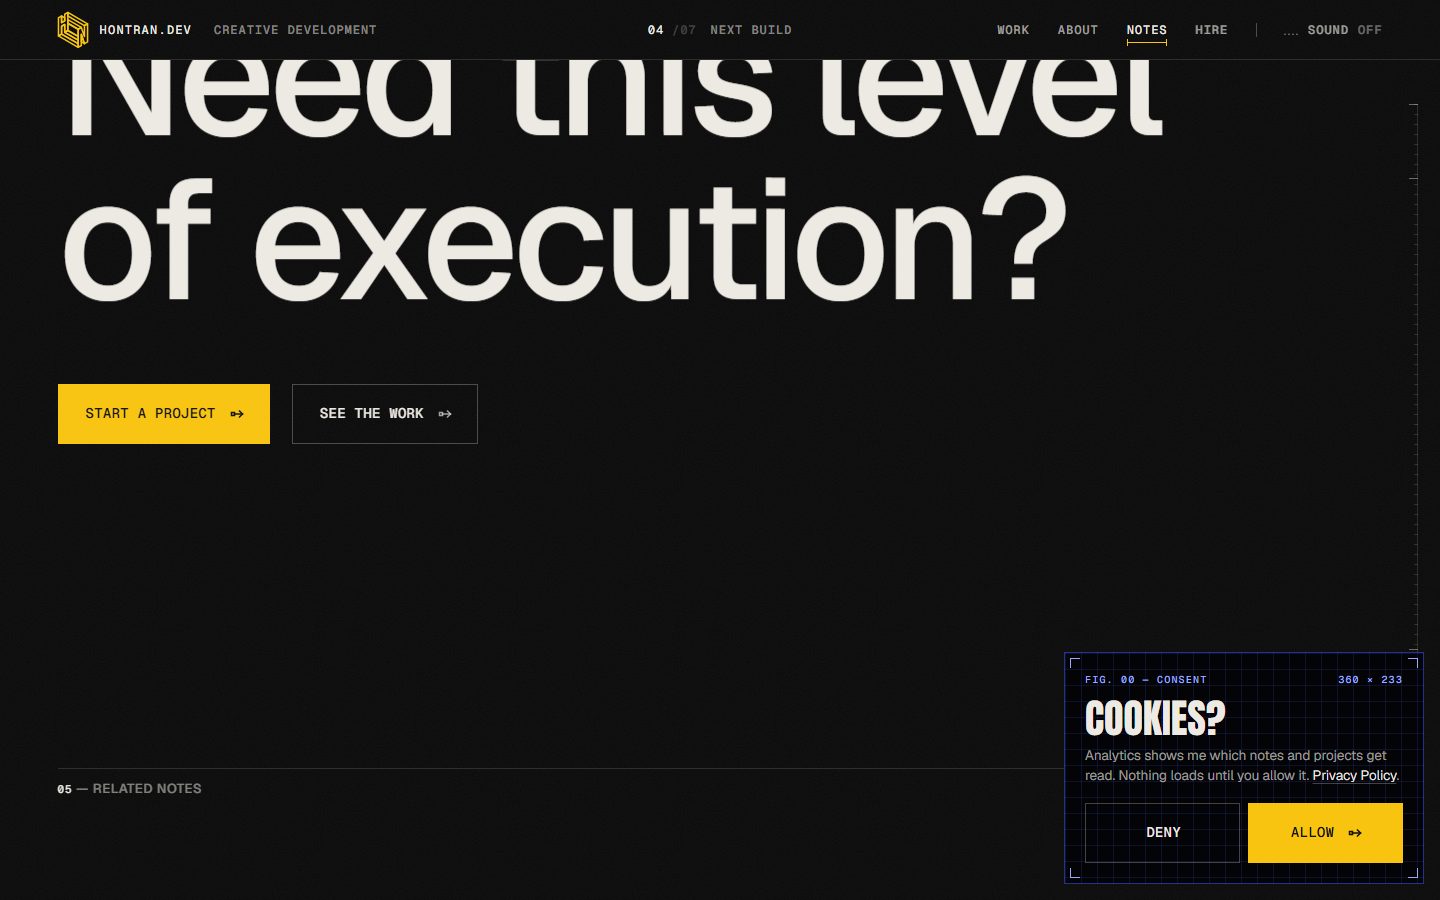 HONTRAN.DEV CREATIVE DEVELOPMENT 04 /07 NEXT BUILD WORK ABOUT NOTES HIRE .... SOUND OFF
Need this level
of execution?
START A PROJECT SEE THE WORK
05 — RELATED NOTES
FIG. 00 — CONSENT 360 × 233
COOKIES?
Analytics shows me which notes and projects get
read. Nothing loads until you allow it. Privacy Policy.
DENY ALLOW